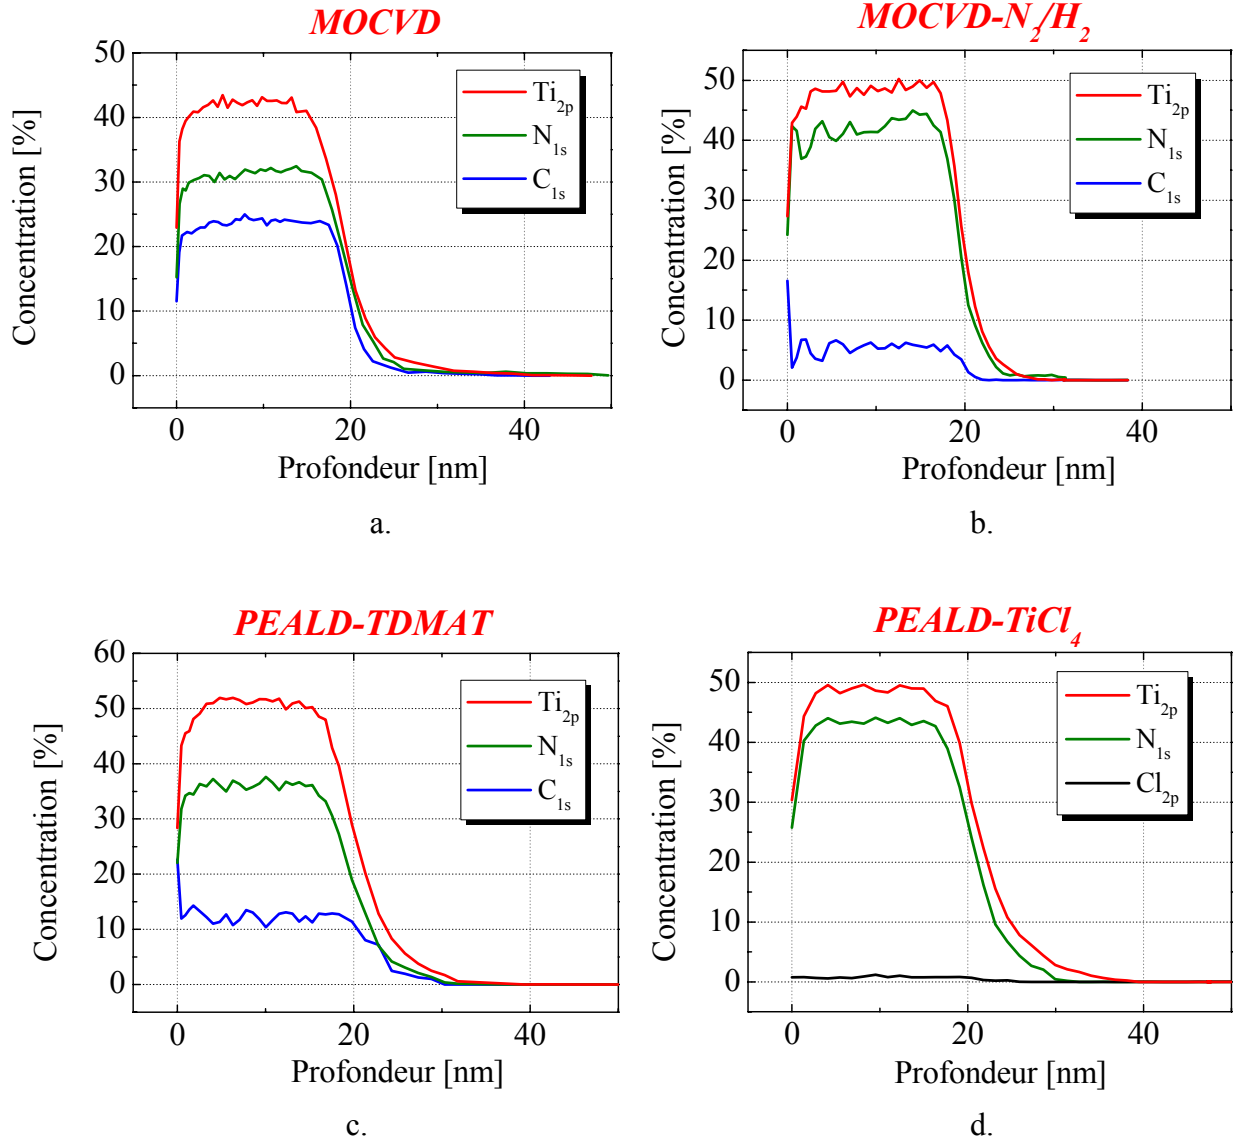 MOCVD
Concentration [%]
50
40
30
20
10
0
Ti2p
N1s
C1s
0 20 40
Profondeur [nm]
a.
MOCVD-N2/H2
Concentration [%]
50
40
30
20
10
0
Ti2p
N1s
C1s
0 20 40
Profondeur [nm]
b.
PEALD-TDMAT
Concentration [%]
60
50
40
30
20
10
0
Ti2p
N1s
C1s
0 20 40
Profondeur [nm]
c.
PEALD-TiCl4
Concentration [%]
50
40
30
20
10
0
Ti2p
N1s
Cl2p
0 20 40
Profondeur [nm]
d.